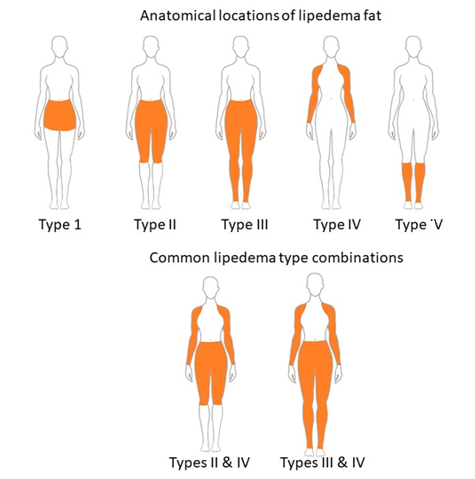 Anatomical locations of lipedema fat
Type 1
Type II
Type III
Type IV
Type ˙V
Common lipedema type combinations
Types II & IV
Types III & IV